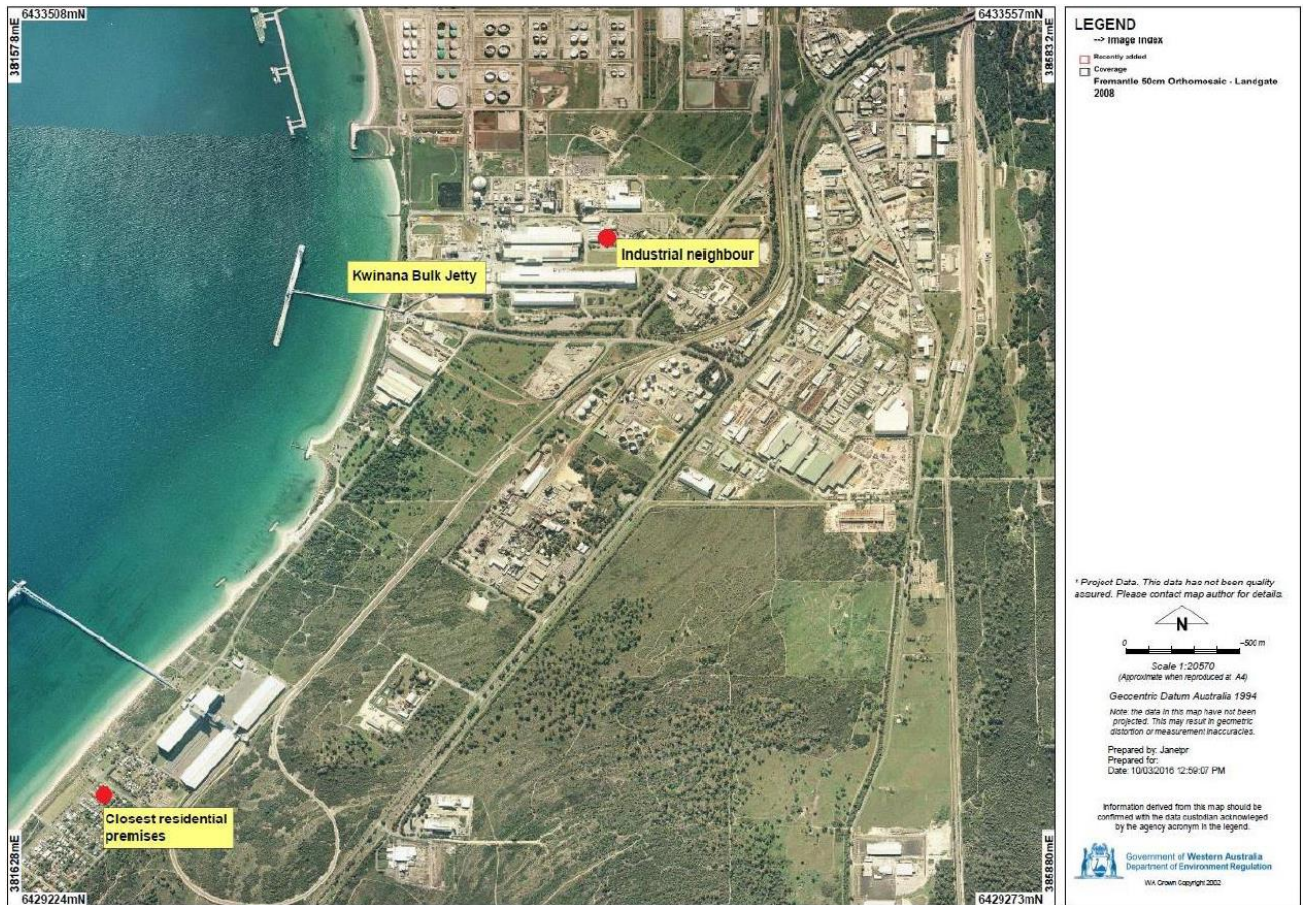 6433508mN
381578mE
6433557mN
385832mE
Industrial neighbour
Kwinana Bulk Jetty
Closest residential
premises
381628mE
6429224mN
385880mE
6429273mN
LEGEND
--> Image Index
Recently added
Coverage
Fremantle 50cm Orthomosaic - Landgate
2008
* Project Data. This data has not been quality
assured. Please contact map author for details.
N
0 ~500 m
Scale 1:20570
(Approximate when reproduced at A4)
Geocentric Datum Australia 1994
Note: the data in this map have not been
projected. This may result in geometric
distortion or measurement inaccuracies.
Prepared by: Janetpr
Prepared for:
Date: 10/03/2016 12:59:07 PM
Information derived from this map should be
confirmed with the data custodian acknowleged
by the agency acronym in the legend.
Government of Western Australia
Department of Environment Regulation
WA Crown Copyright 2002